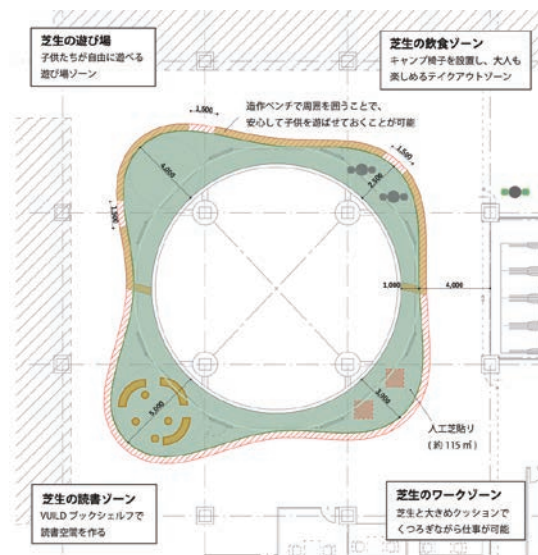 芝生の遊び場
子供たちが自由に遊べる
遊び場ゾーン
芝生の飲食ゾーン
キャンプ椅子を設置し、大人も
楽しめるテイクアウトゾーン
造作ベンチで周囲を囲うことで、
安心して子供を遊ばせておくことが可能
1,500
4,000
1,500
2,500
1,500
1,000
4,000
5,000
3,000
人工芝貼り
(約 115 ㎡)
芝生の読書ゾーン
VUILD ブックシェルフで
読書空間を作る
芝生のワークゾーン
芝生と大きめクッションで
くつろぎながら仕事が可能